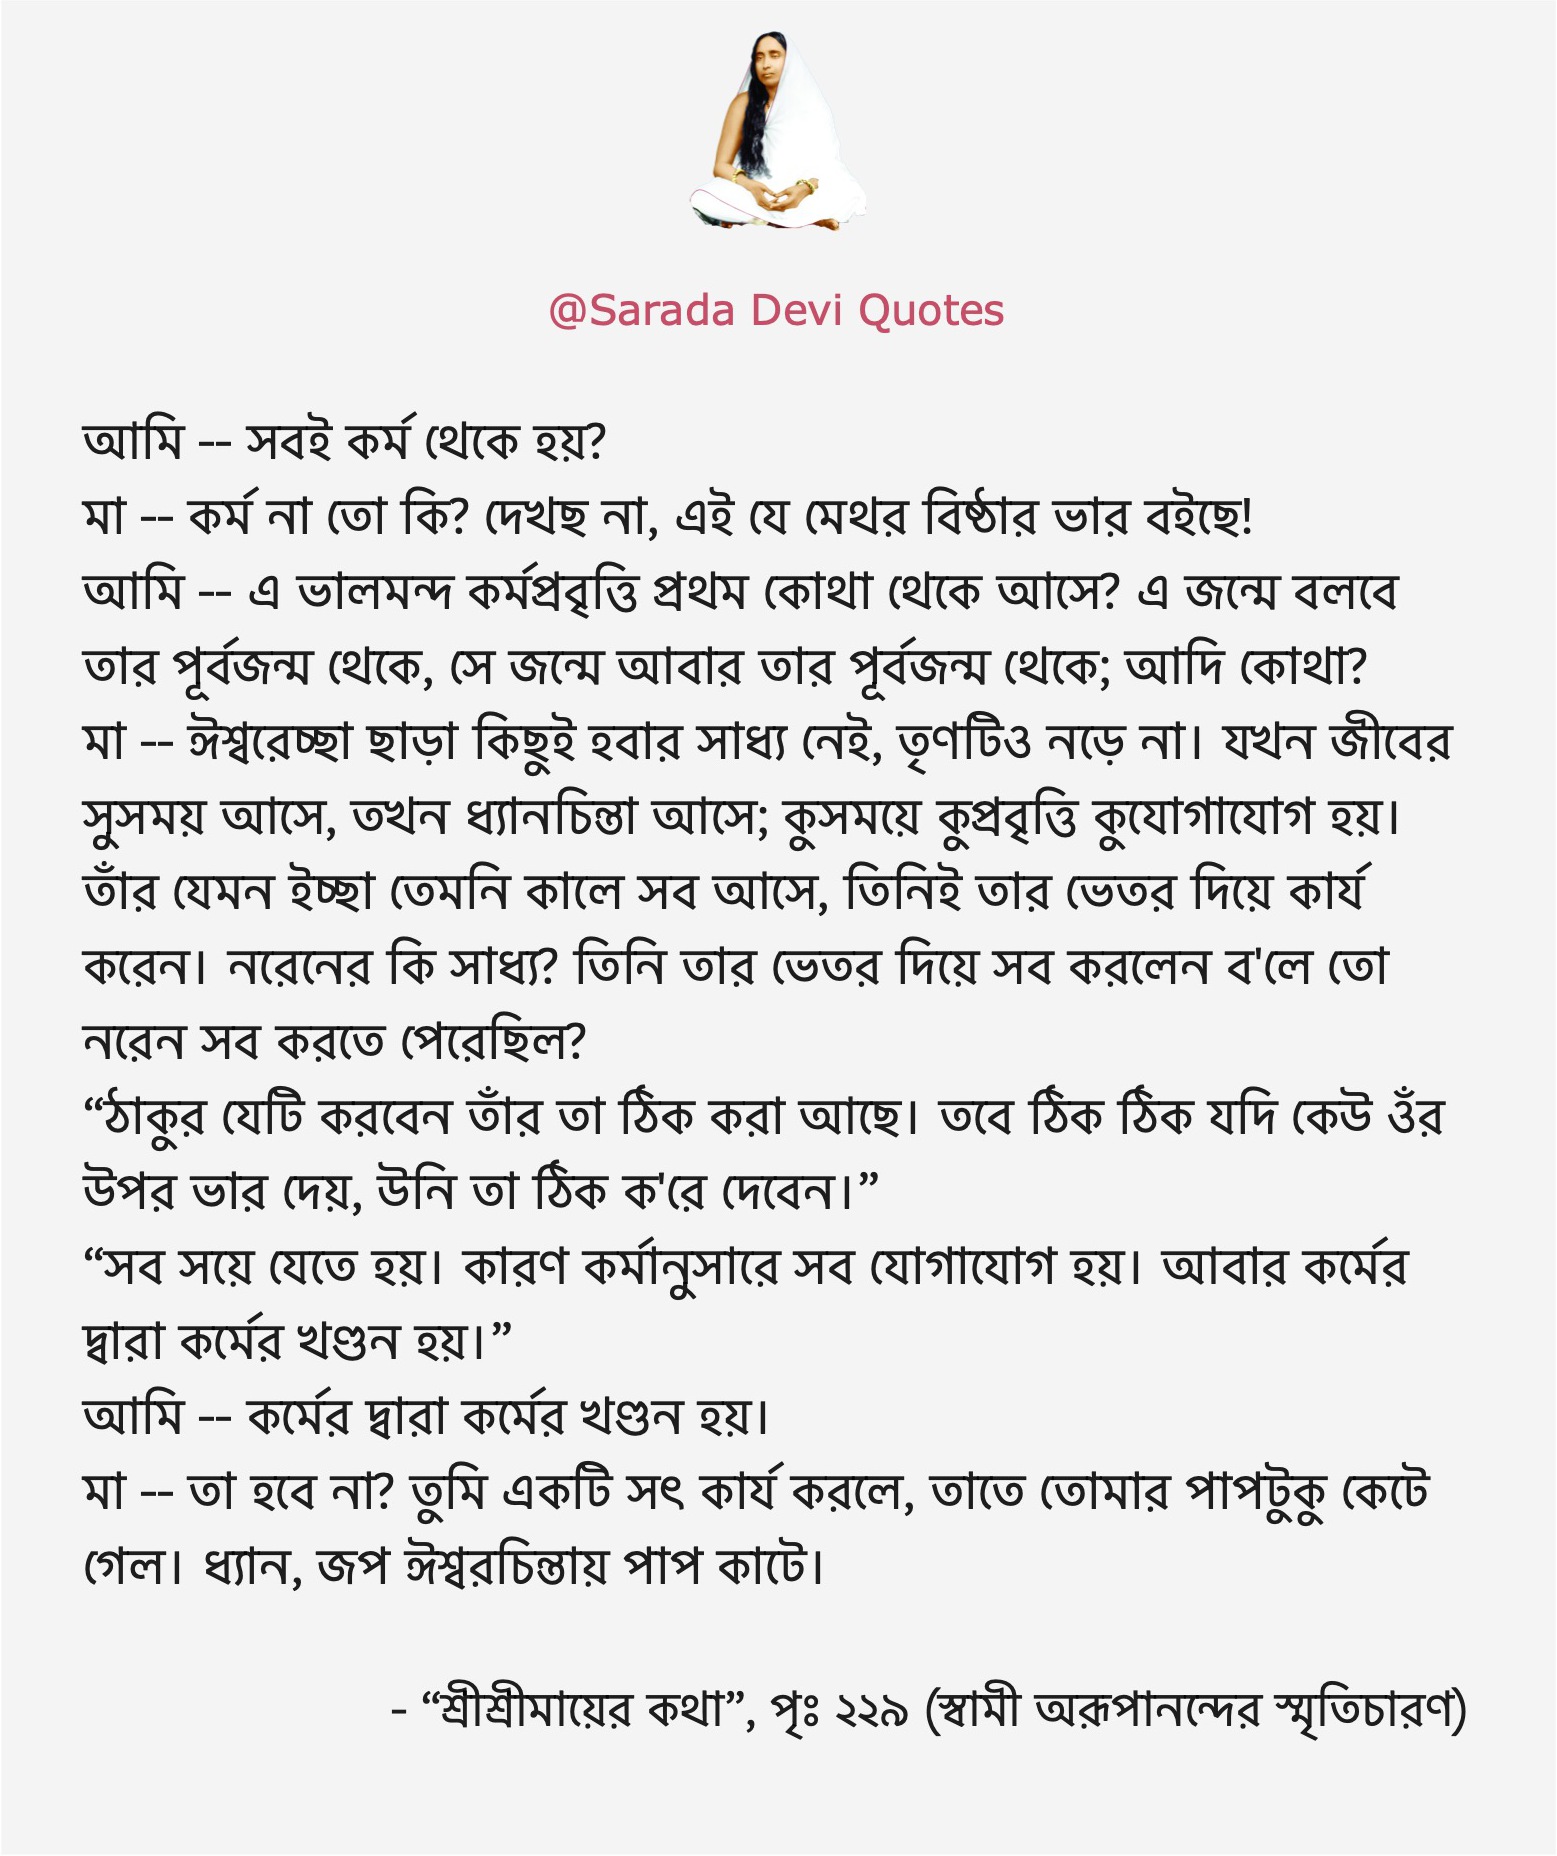 @Sarada Devi Quotes
আমি -- সবই কর্ম থেকে হয়?
মা -- কর্ম না তো কি? দেখছ না, এই যে মেথর বিষ্ঠার ভার বইছে!
আমি -- এ ভালমন্দ কর্মপ্রবৃত্তি প্রথম কোথা থেকে আসে? এ জন্মে বলবে
তার পূর্বজন্ম থেকে, সে জন্মে আবার তার পূর্বজন্ম থেকে; আদি কোথা?
মা -- ঈশ্বরেচ্ছা ছাড়া কিছুই হবার সাধ্য নেই, তৃণটিও নড়ে না। যখন জীবের
সুসময় আসে, তখন ধ্যানচিন্তা আসে; কুসময়ে কুপ্রবৃত্তি কুযোগাযোগ হয়।
তাঁর যেমন ইচ্ছা তেমনি কালে সব আসে, তিনিই তার ভেতর দিয়ে কার্য
করেন। নরেনের কি সাধ্য? তিনি তার ভেতর দিয়ে সব করলেন ব'লে তো
নরেন সব করতে পেরেছিল?
“ঠাকুর যেটি করবেন তাঁর তা ঠিক করা আছে। তবে ঠিক ঠিক যদি কেউ ওঁর
উপর ভার দেয়, উনি তা ঠিক ক'রে দেবেন।”
“সব সয়ে যেতে হয়। কারণ কর্মানুসারে সব যোগাযোগ হয়। আবার কর্মের
দ্বারা কর্মের খণ্ডন হয়।”
আমি -- কর্মের দ্বারা কর্মের খণ্ডন হয়।
মা -- তা হবে না? তুমি একটি সৎ কার্য করলে, তাতে তোমার পাপটুকু কেটে
গেল। ধ্যান, জপ ঈশ্বরচিন্তায় পাপ কাটে।
- “শ্রীশ্রীমায়ের কথা”, পৃঃ ২২৯ (স্বামী অরূপানন্দের স্মৃতিচারণ)